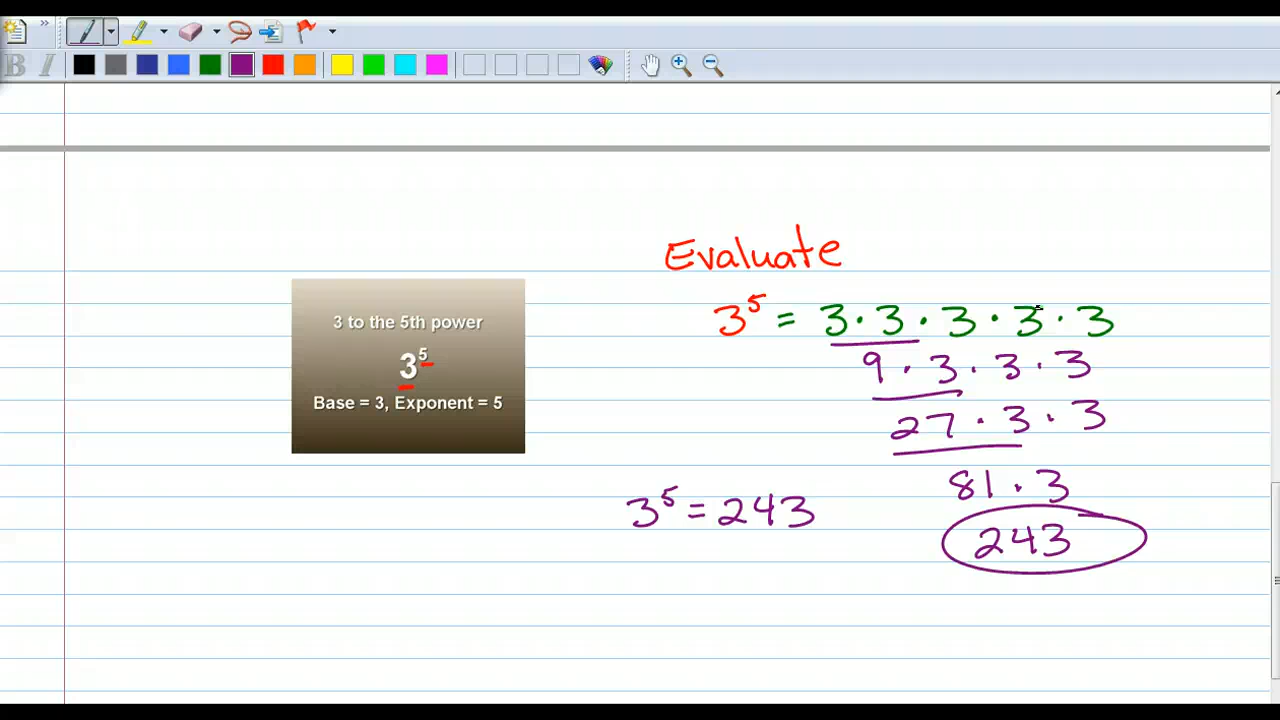 B I
3 to the 5th power
3⁵
Base = 3, Exponent = 5
Evaluate
3⁵ = 3 · 3 · 3 · 3 · 3
9 · 3 · 3 · 3
27 · 3 · 3
81 · 3
243
3⁵ = 243